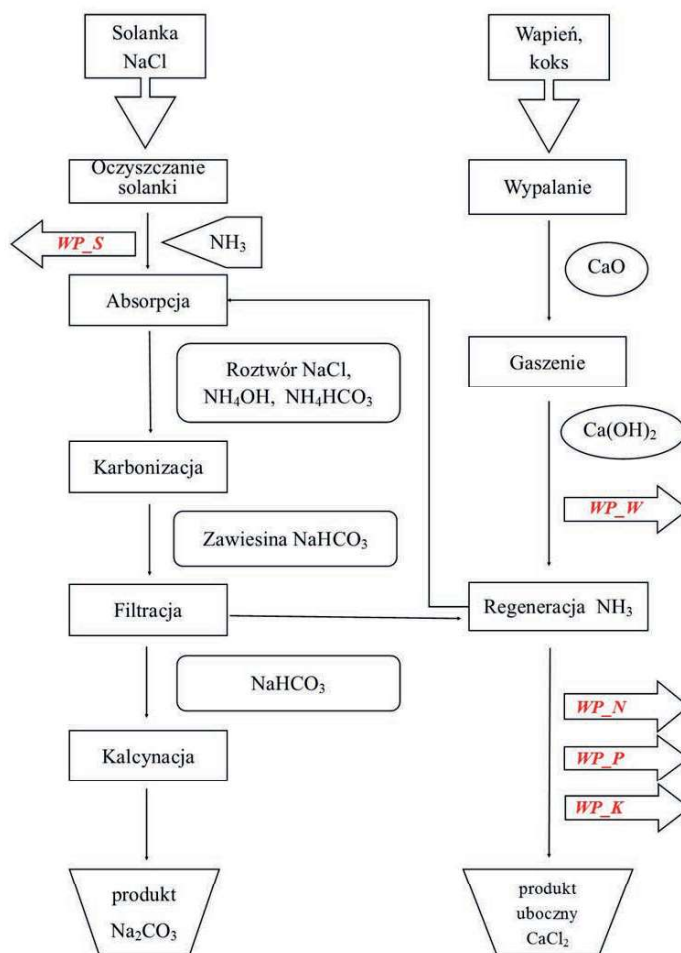 Solanka
NaCl
Oczyszczanie
solanki
WP_S
NH₃
Absorpcja
Roztwór NaCl,
NH₄OH, NH₄HCO₃
Karbonizacja
Zawiesina NaHCO₃
Filtracja
NaHCO₃
Kalcynacja
produkt
Na₂CO₃
Wapień,
koks
Wypalanie
CaO
Gaszenie
Ca(OH)₂
WP_W
Regeneracja NH₃
WP_N
WP_P
WP_K
produkt
uboczny
CaCl₂